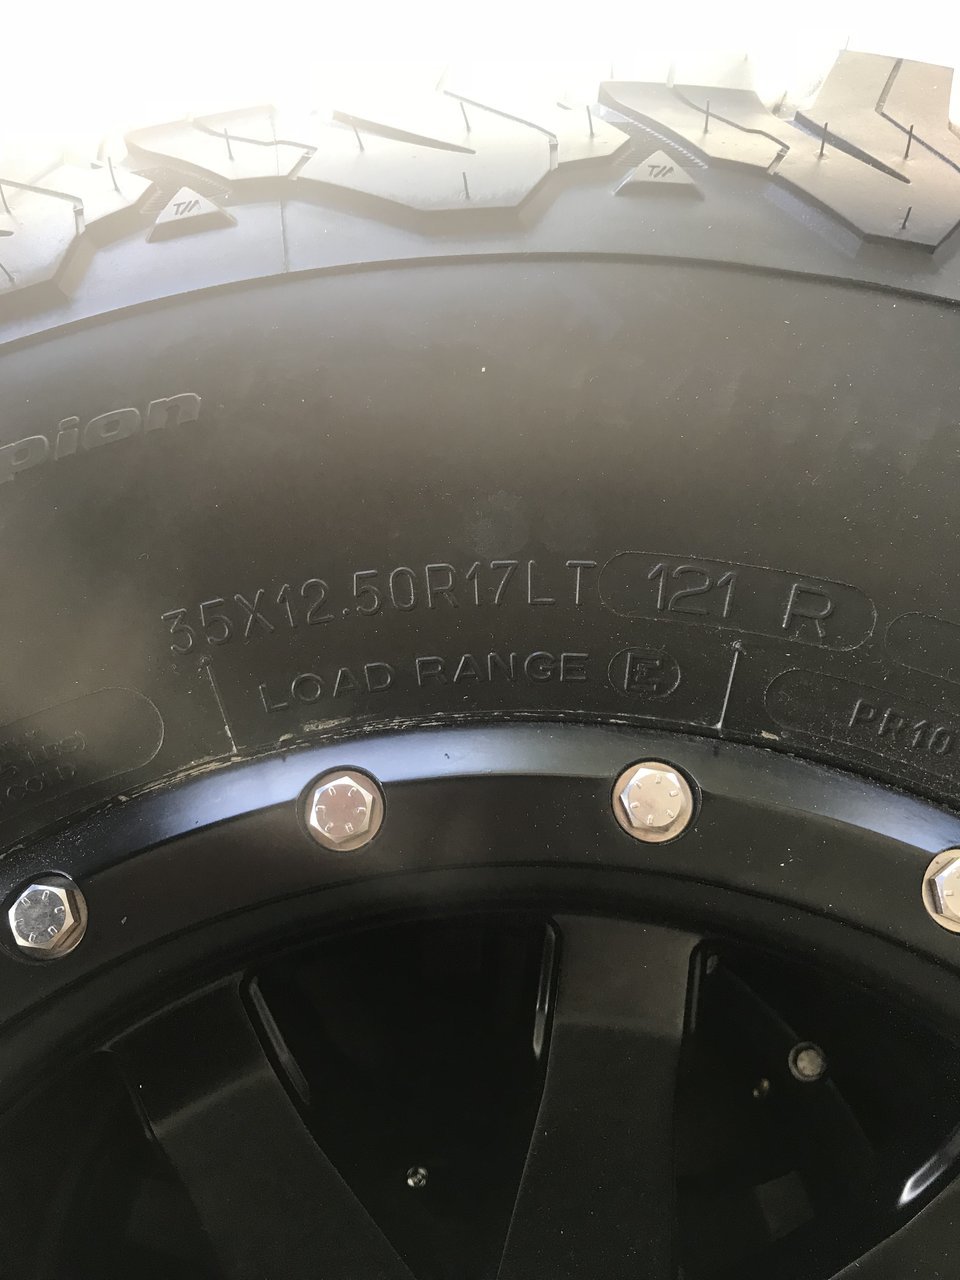 pion
35X12.50R17LT 121 R
LOAD RANGE E
PR10